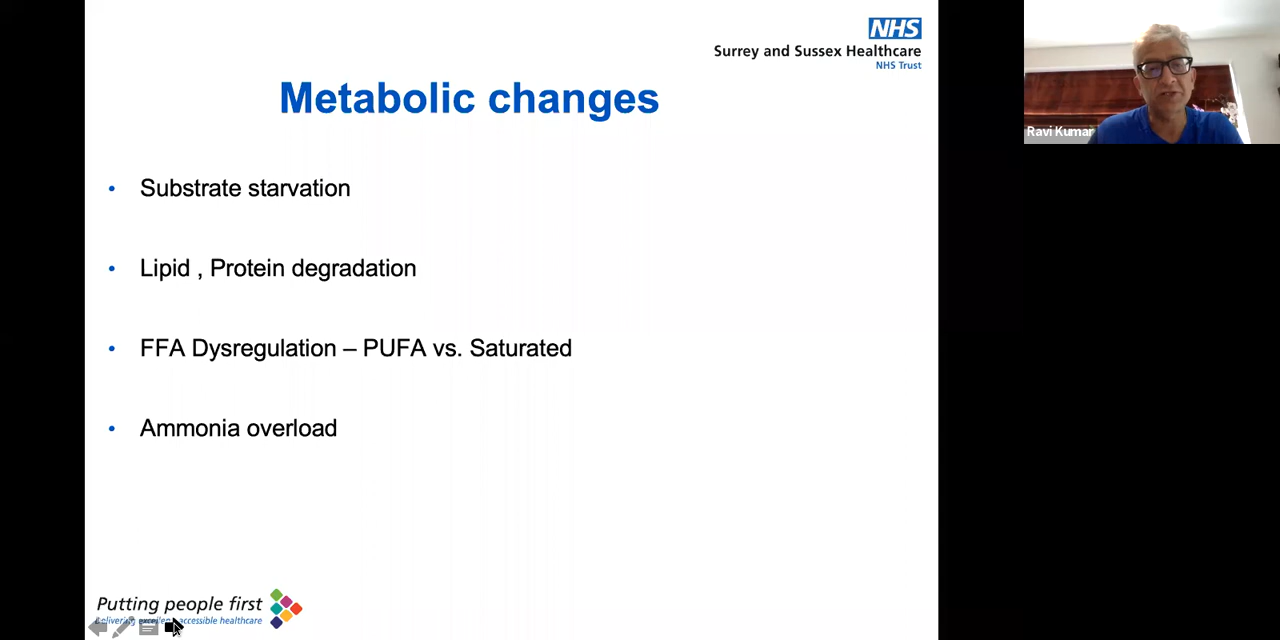 NHS
Surrey and Sussex Healthcare
NHS Trust
Metabolic changes
• Substrate starvation
• Lipid , Protein degradation
• FFA Dysregulation – PUFA vs. Saturated
• Ammonia overload
Putting people first
Delivering excellent accessible healthcare
Ravi Kumar